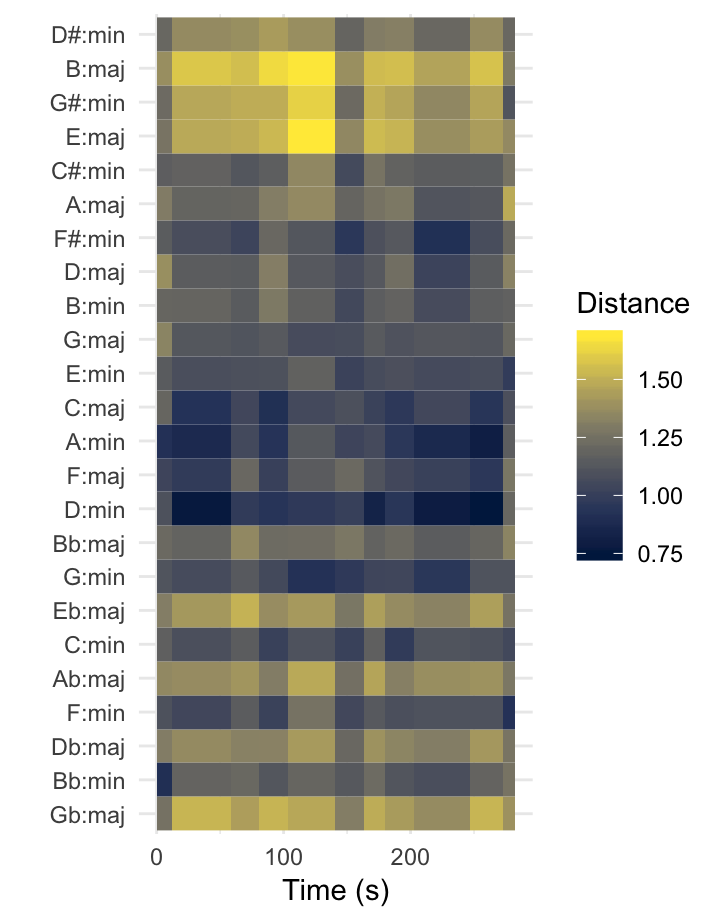 D#:min
B:maj
G#:min
E:maj
C#:min
A:maj
F#:min
D:maj
B:min
G:maj
E:min
C:maj
A:min
F:maj
D:min
Bb:maj
G:min
Eb:maj
C:min
Ab:maj
F:min
Db:maj
Bb:min
Gb:maj
0 100 200
Time (s)
Distance
1.50
1.25
1.00
0.75